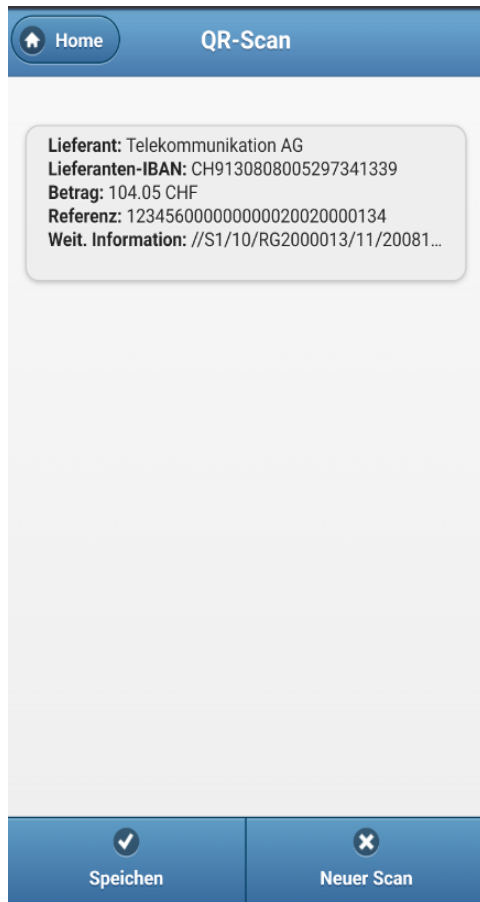 Home
QR-Scan
Lieferant: Telekommunikation AG
Lieferanten-IBAN: CH9130808005297341339
Betrag: 104.05 CHF
Referenz: 123456000000000020020000134
Weit. Information: //S1/10/RG2000013/11/20081...
Speichen
Neuer Scan